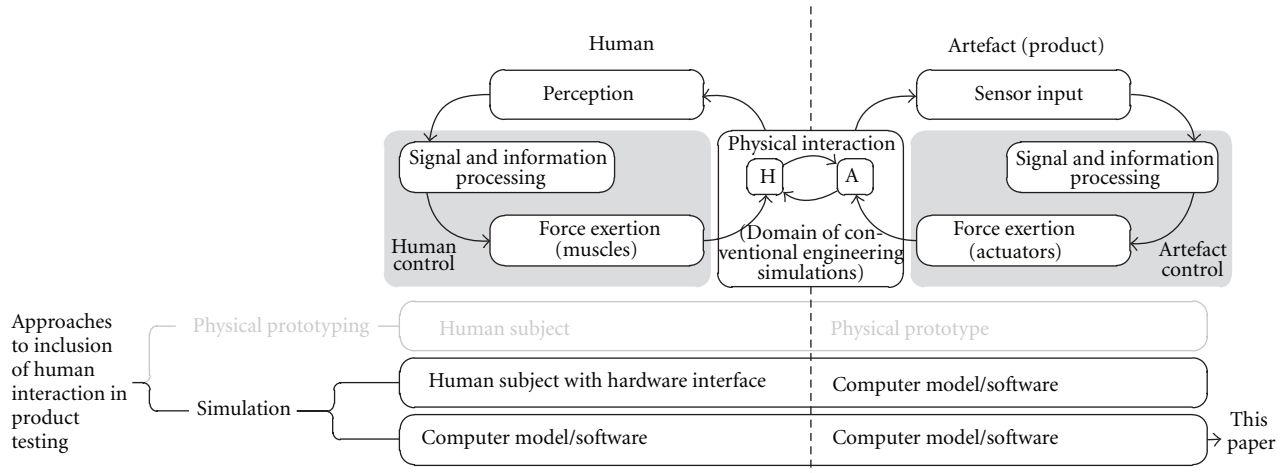 Human
Artefact (product)
Perception
Sensor input
Physical interaction
H
A
Signal and information
processing
Signal and information
processing
Force exertion
(muscles)
(Domain of con-
ventional engineering
simulations)
Force exertion
(actuators)
Human
control
Artefact
control
Approaches
to inclusion
of human
interaction in
product
testing
Physical prototyping
Human subject
Physical prototype
Simulation
Human subject with hardware interface
Computer model/software
Computer model/software
Computer model/software
This
paper